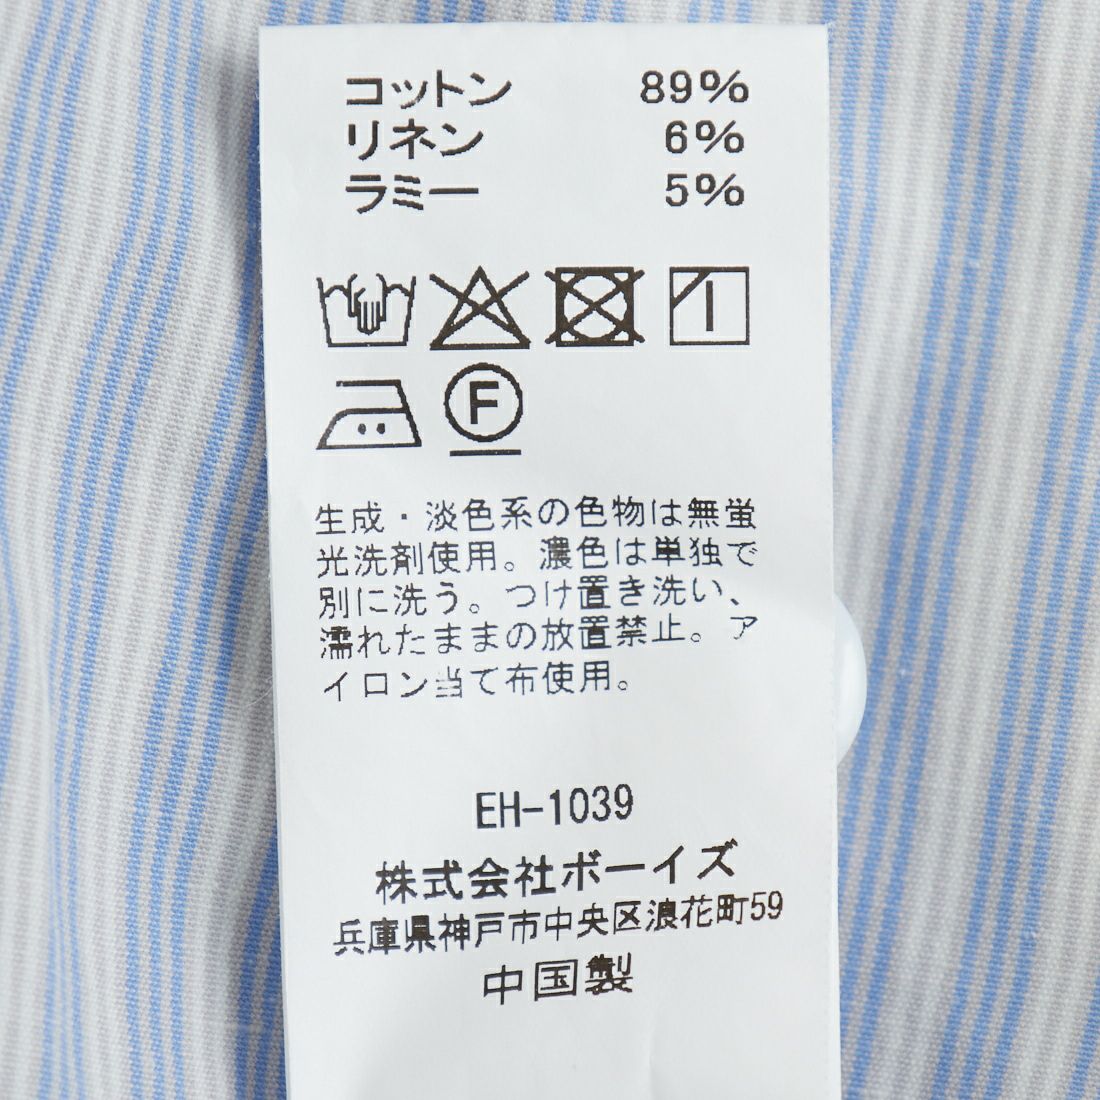 コットン 89%
リネン 6%
ラミー 5%
F
生成・淡色系の色物は無蛍
光洗剤使用。濃色は単独で
別に洗う。つけ置き洗い、
濡れたままの放置禁止。ア
イロン当て布使用。
EH-1039
株式会社ボーイズ
兵庫県神戸市中央区浪花町59
中国製